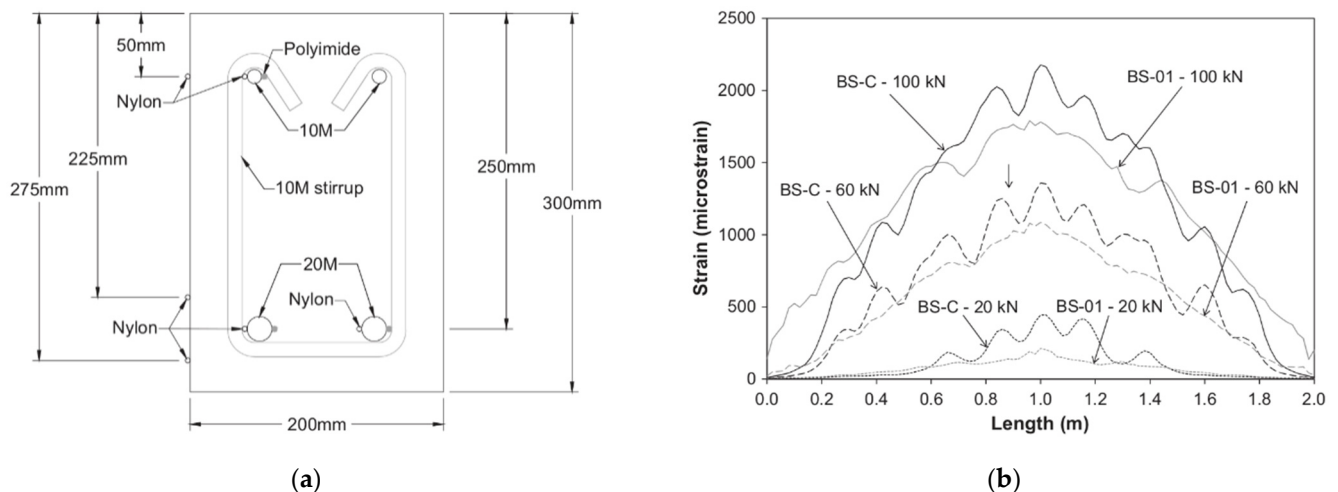 50mm
Polyimide
Nylon
10M
225mm
10M stirrup
275mm
250mm
300mm
20M
Nylon
Nylon
200mm
(a)
2500
2000
1500
1000
500
0
Strain (microstrain)
BS-C - 100 kN
BS-01 - 100 kN
BS-C - 60 kN
BS-01 - 60 kN
BS-C - 20 kN
BS-01 - 20 kN
0.0 0.2 0.4 0.6 0.8 1.0 1.2 1.4 1.6 1.8 2.0
Length (m)
(b)